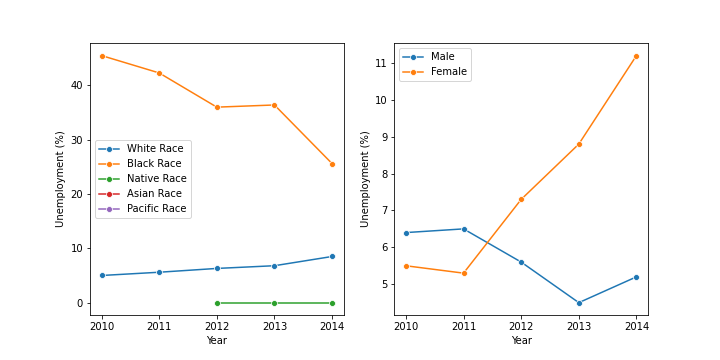 40
30
20
10
0
Unemployment (%)
White Race
Black Race
Native Race
Asian Race
Pacific Race
2010 2011 2012 2013 2014
Year
11
10
9
8
7
6
5
Unemployment (%)
Male
Female
2010 2011 2012 2013 2014
Year